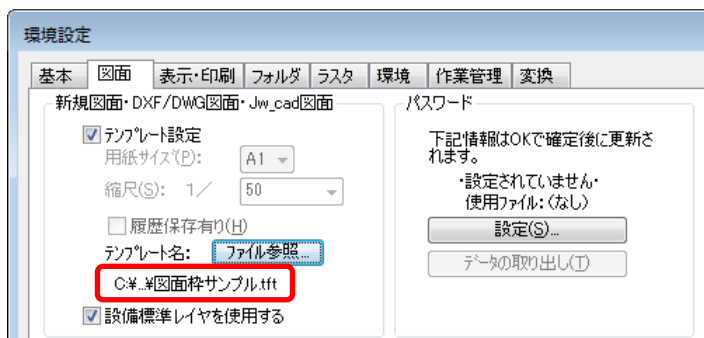 環境設定
基本 図面 表示・印刷 フォルダ ラスタ 環境 作業管理 変換
新規図面・DXF/DWG図面・Jw_cad図面
テンプレート設定
用紙サイズ(P): A1
縮尺(S): 1／ 50
履歴保存有り(H)
テンプレート名: ファイル参照...
C:¥...¥図面枠サンプル.tft
設備標準レイヤを使用する
パスワード
下記情報はOKで確定後に更新さ
れます。
・設定されていません・
使用ファイル：(なし)
設定(S)...
データの取り出し(T)